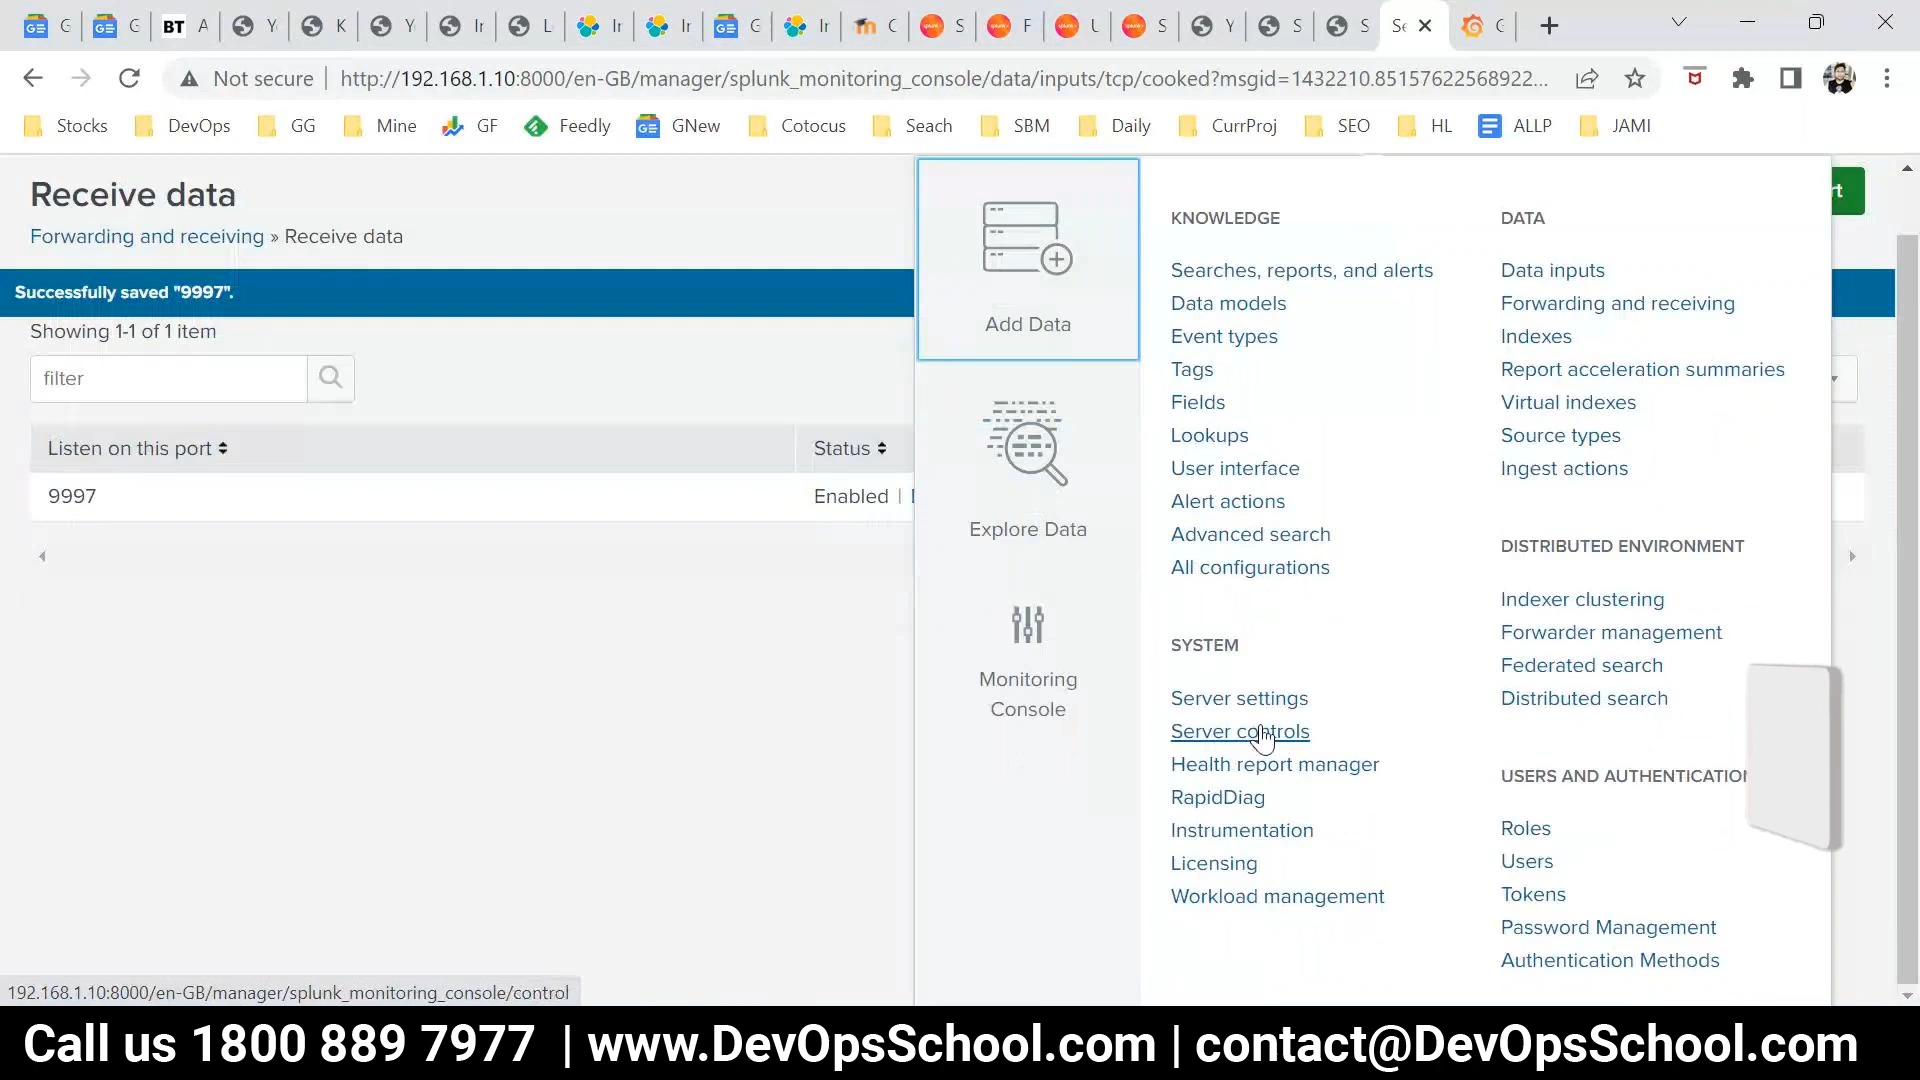 G
G
BT A
Y
K
Y
Ir
L
Ir
Ir
G
Ir
C
S
F
U
S
Y
S
S
Se
C
Not secure
http://192.168.1.10:8000/en-GB/manager/splunk_monitoring_console/data/inputs/tcp/cooked?msgid=1432210.85157622568922...
Stocks
DevOps
GG
Mine
GF
Feedly
GNew
Cotocus
Seach
SBM
Daily
CurrProj
SEO
HL
ALLP
JAMI
Receive data
Forwarding and receiving » Receive data
Successfully saved "9997".
Showing 1-1 of 1 item
filter
Listen on this port
Status
9997
Enabled |
Add Data
Explore Data
Monitoring
Console
KNOWLEDGE
Searches, reports, and alerts
Data models
Event types
Tags
Fields
Lookups
User interface
Alert actions
Advanced search
All configurations
SYSTEM
Server settings
Server controls
Health report manager
RapidDiag
Instrumentation
Licensing
Workload management
DATA
Data inputs
Forwarding and receiving
Indexes
Report acceleration summaries
Virtual indexes
Source types
Ingest actions
DISTRIBUTED ENVIRONMENT
Indexer clustering
Forwarder management
Federated search
Distributed search
USERS AND AUTHENTICATION
Roles
Users
Tokens
Password Management
Authentication Methods
192.168.1.10:8000/en-GB/manager/splunk_monitoring_console/control
Call us 1800 889 7977 | www.DevOpsSchool.com | contact@DevOpsSchool.com